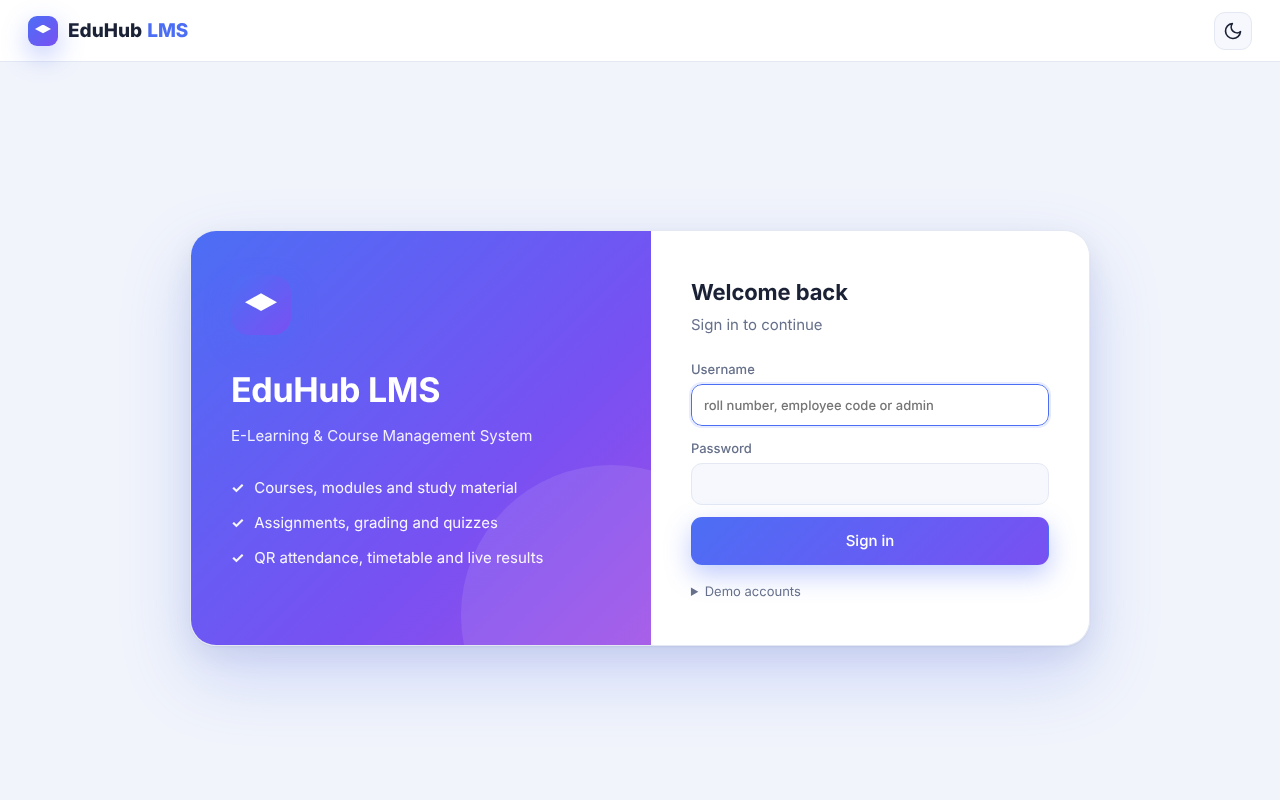 EduHub LMS
EduHub LMS
E-Learning & Course Management System
Courses, modules and study material
Assignments, grading and quizzes
QR attendance, timetable and live results
Welcome back
Sign in to continue
Username
roll number, employee code or admin
Password
Sign in
Demo accounts